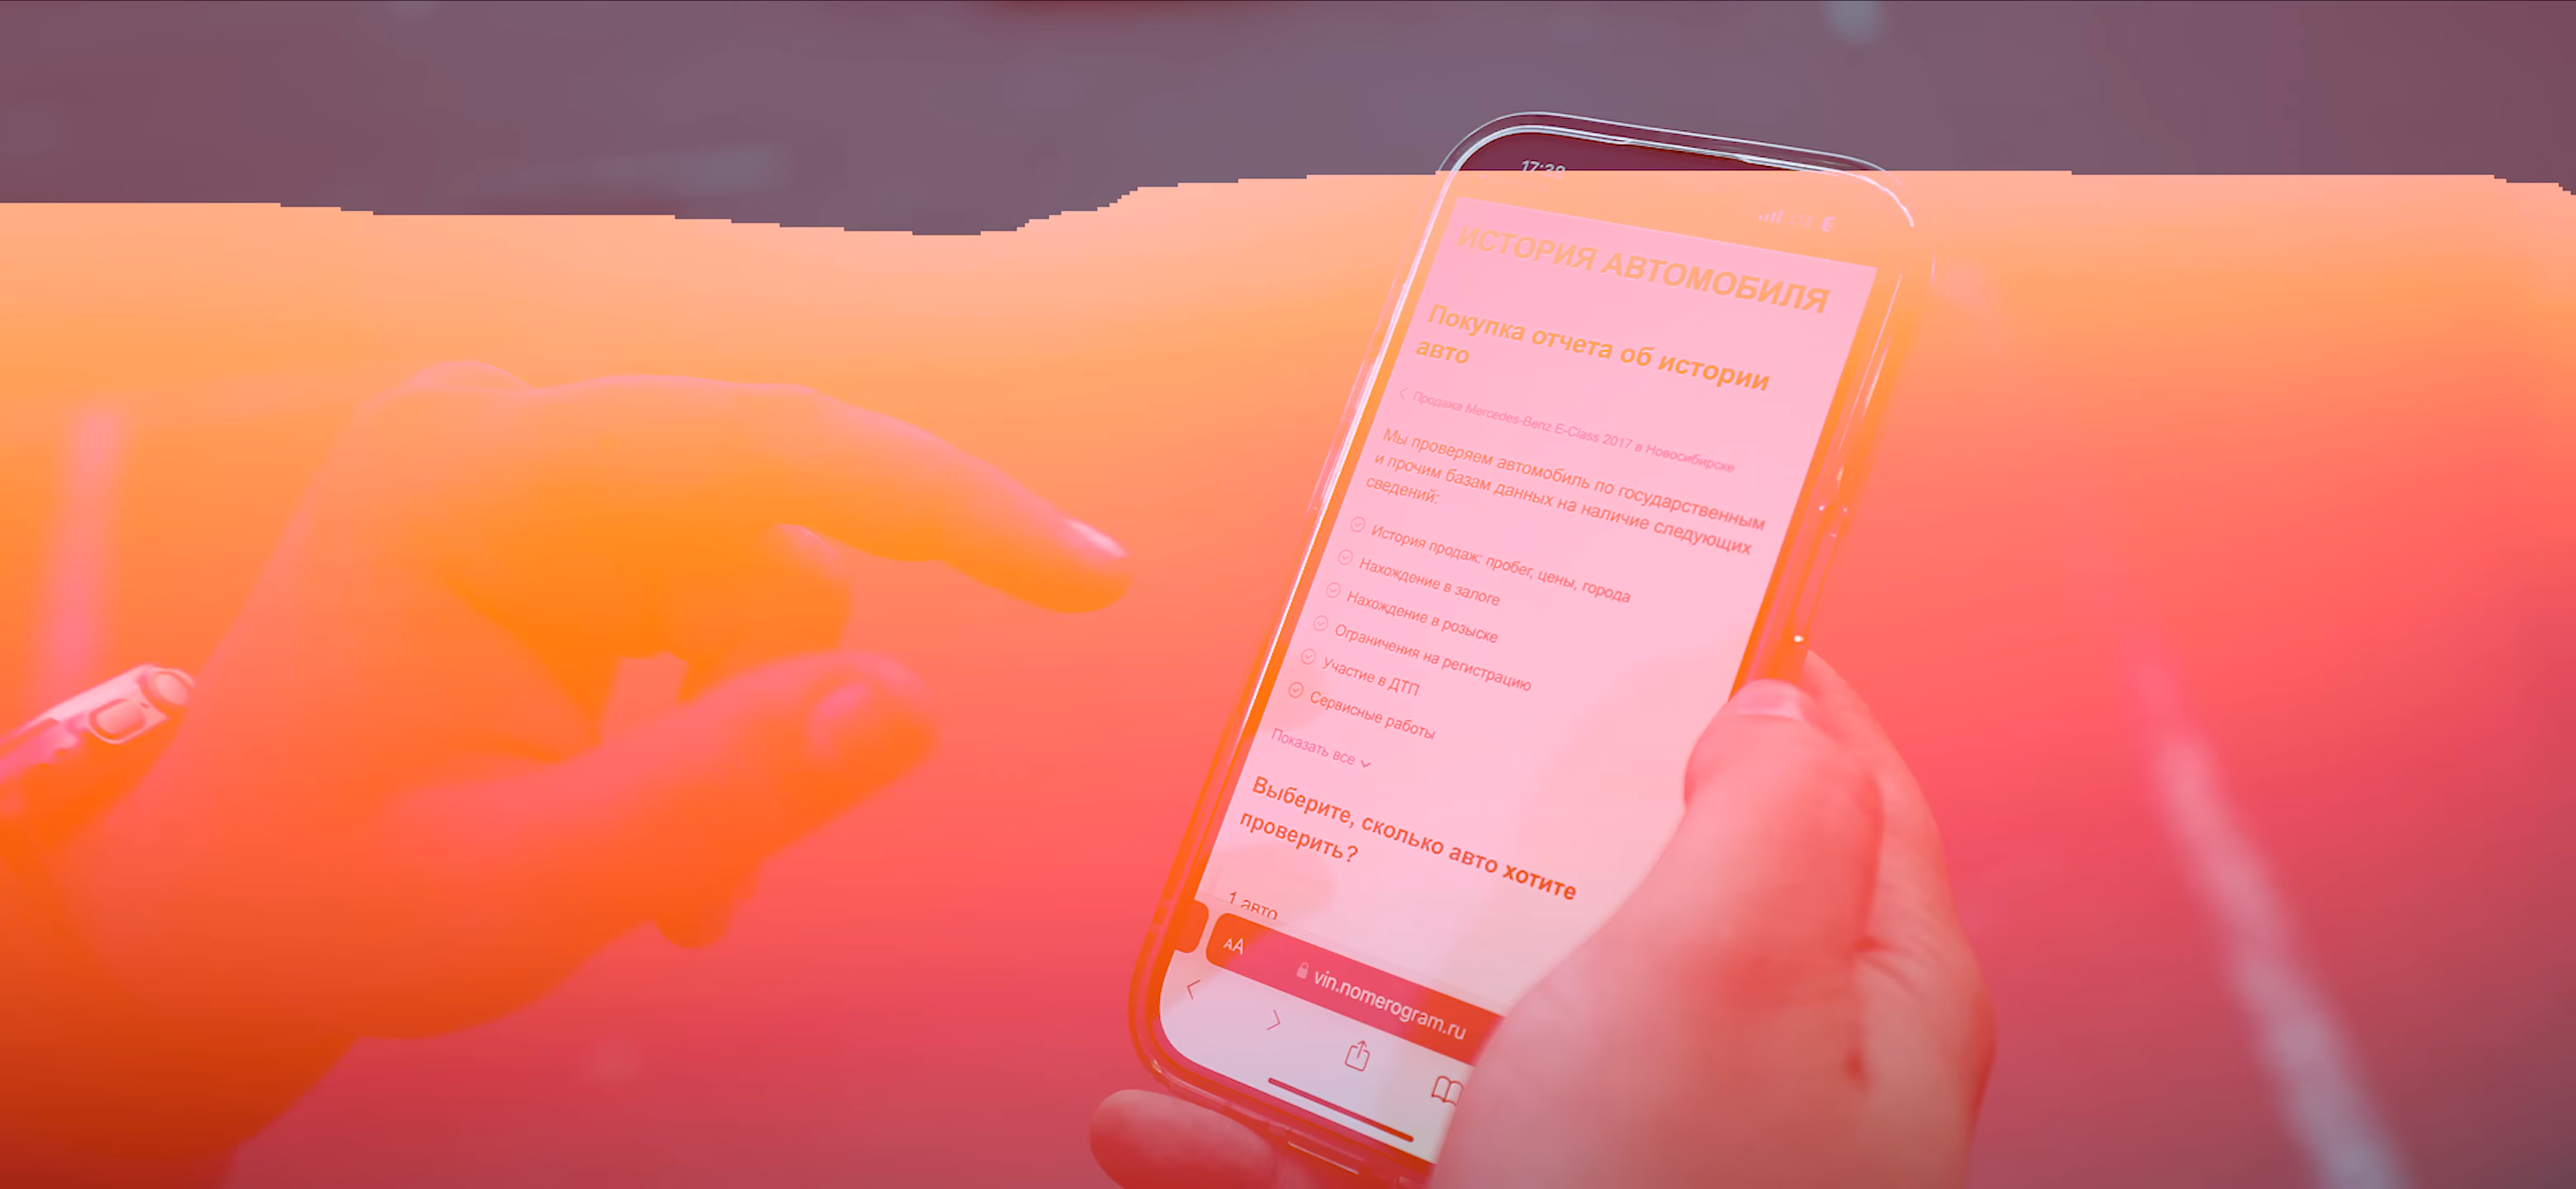 17:39
ИСТОРИЯ АВТОМОБИЛЯ
Покупка отчета об истории
авто
Продажа Mercedes-Benz E-Class 2017 в Новосибирске
Мы проверяем автомобиль по государственным
и прочим базам данных на наличие следующих
сведений:
История продаж: пробег, цены, города
Нахождение в залоге
Нахождение в розыске
Ограничения на регистрацию
Участие в ДТП
Сервисные работы
Показать все
Выберите, сколько авто хотите
проверить?
1 авто
AA vin.nomerogram.ru